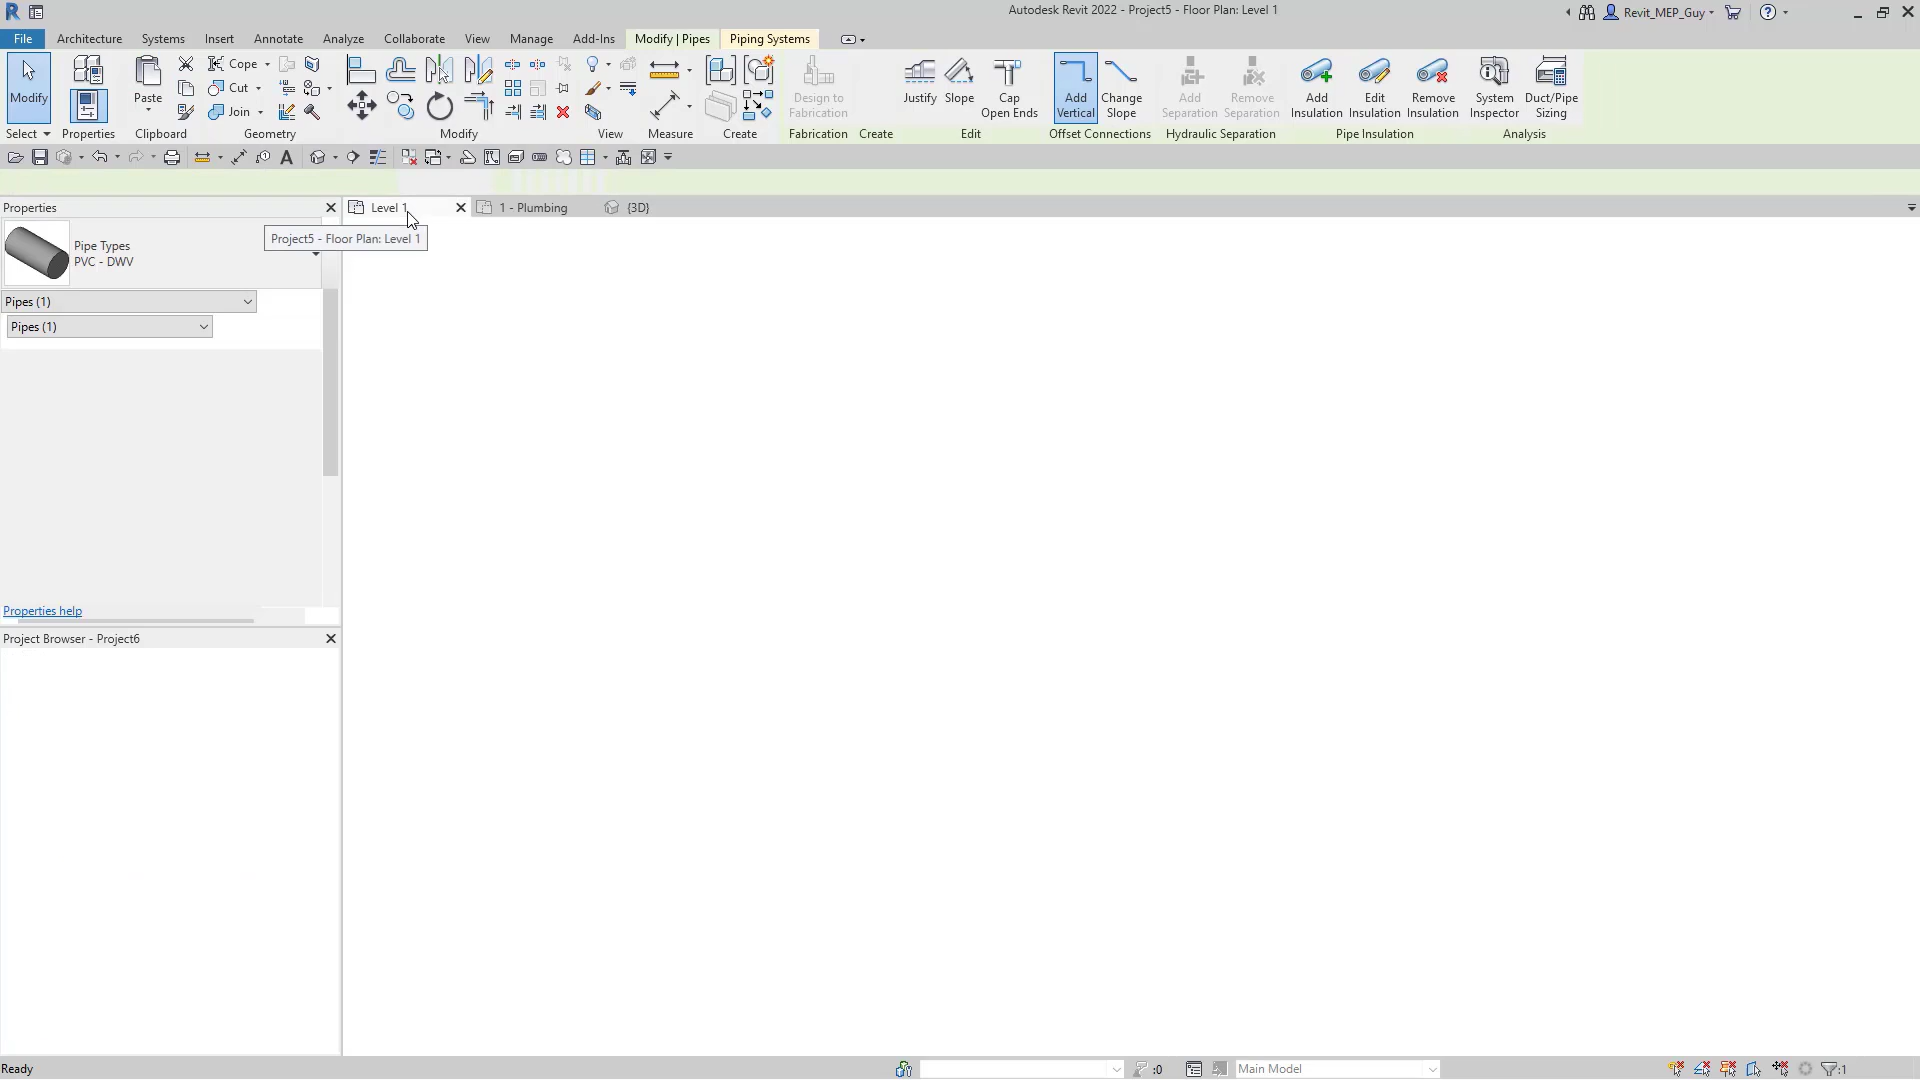 Autodesk Revit 2022 - Project5 - Floor Plan: Level 1
Revit_MEP_Guy
File Architecture Systems Insert Annotate Analyze Collaborate View Manage Add-Ins Modify | Pipes Piping Systems
Modify
Select
Properties
Paste
Clipboard
Cope
Cut
Join
Geometry
Modify
View
Measure
Create
Design to
Fabrication
Fabrication
Create
Justify
Slope
Cap
Open Ends
Edit
Add
Vertical
Change
Slope
Offset Connections
Add
Separation
Remove
Separation
Hydraulic Separation
Add
Insulation
Edit
Insulation
Remove
Insulation
Pipe Insulation
System
Inspector
Duct/Pipe
Sizing
Analysis
Properties
Level 1
1 - Plumbing
{3D}
Project5 - Floor Plan: Level 1
Pipe Types
PVC - DWV
Pipes (1)
Pipes (1)
Properties help
Project Browser - Project6
Ready
:0
Main Model
:1